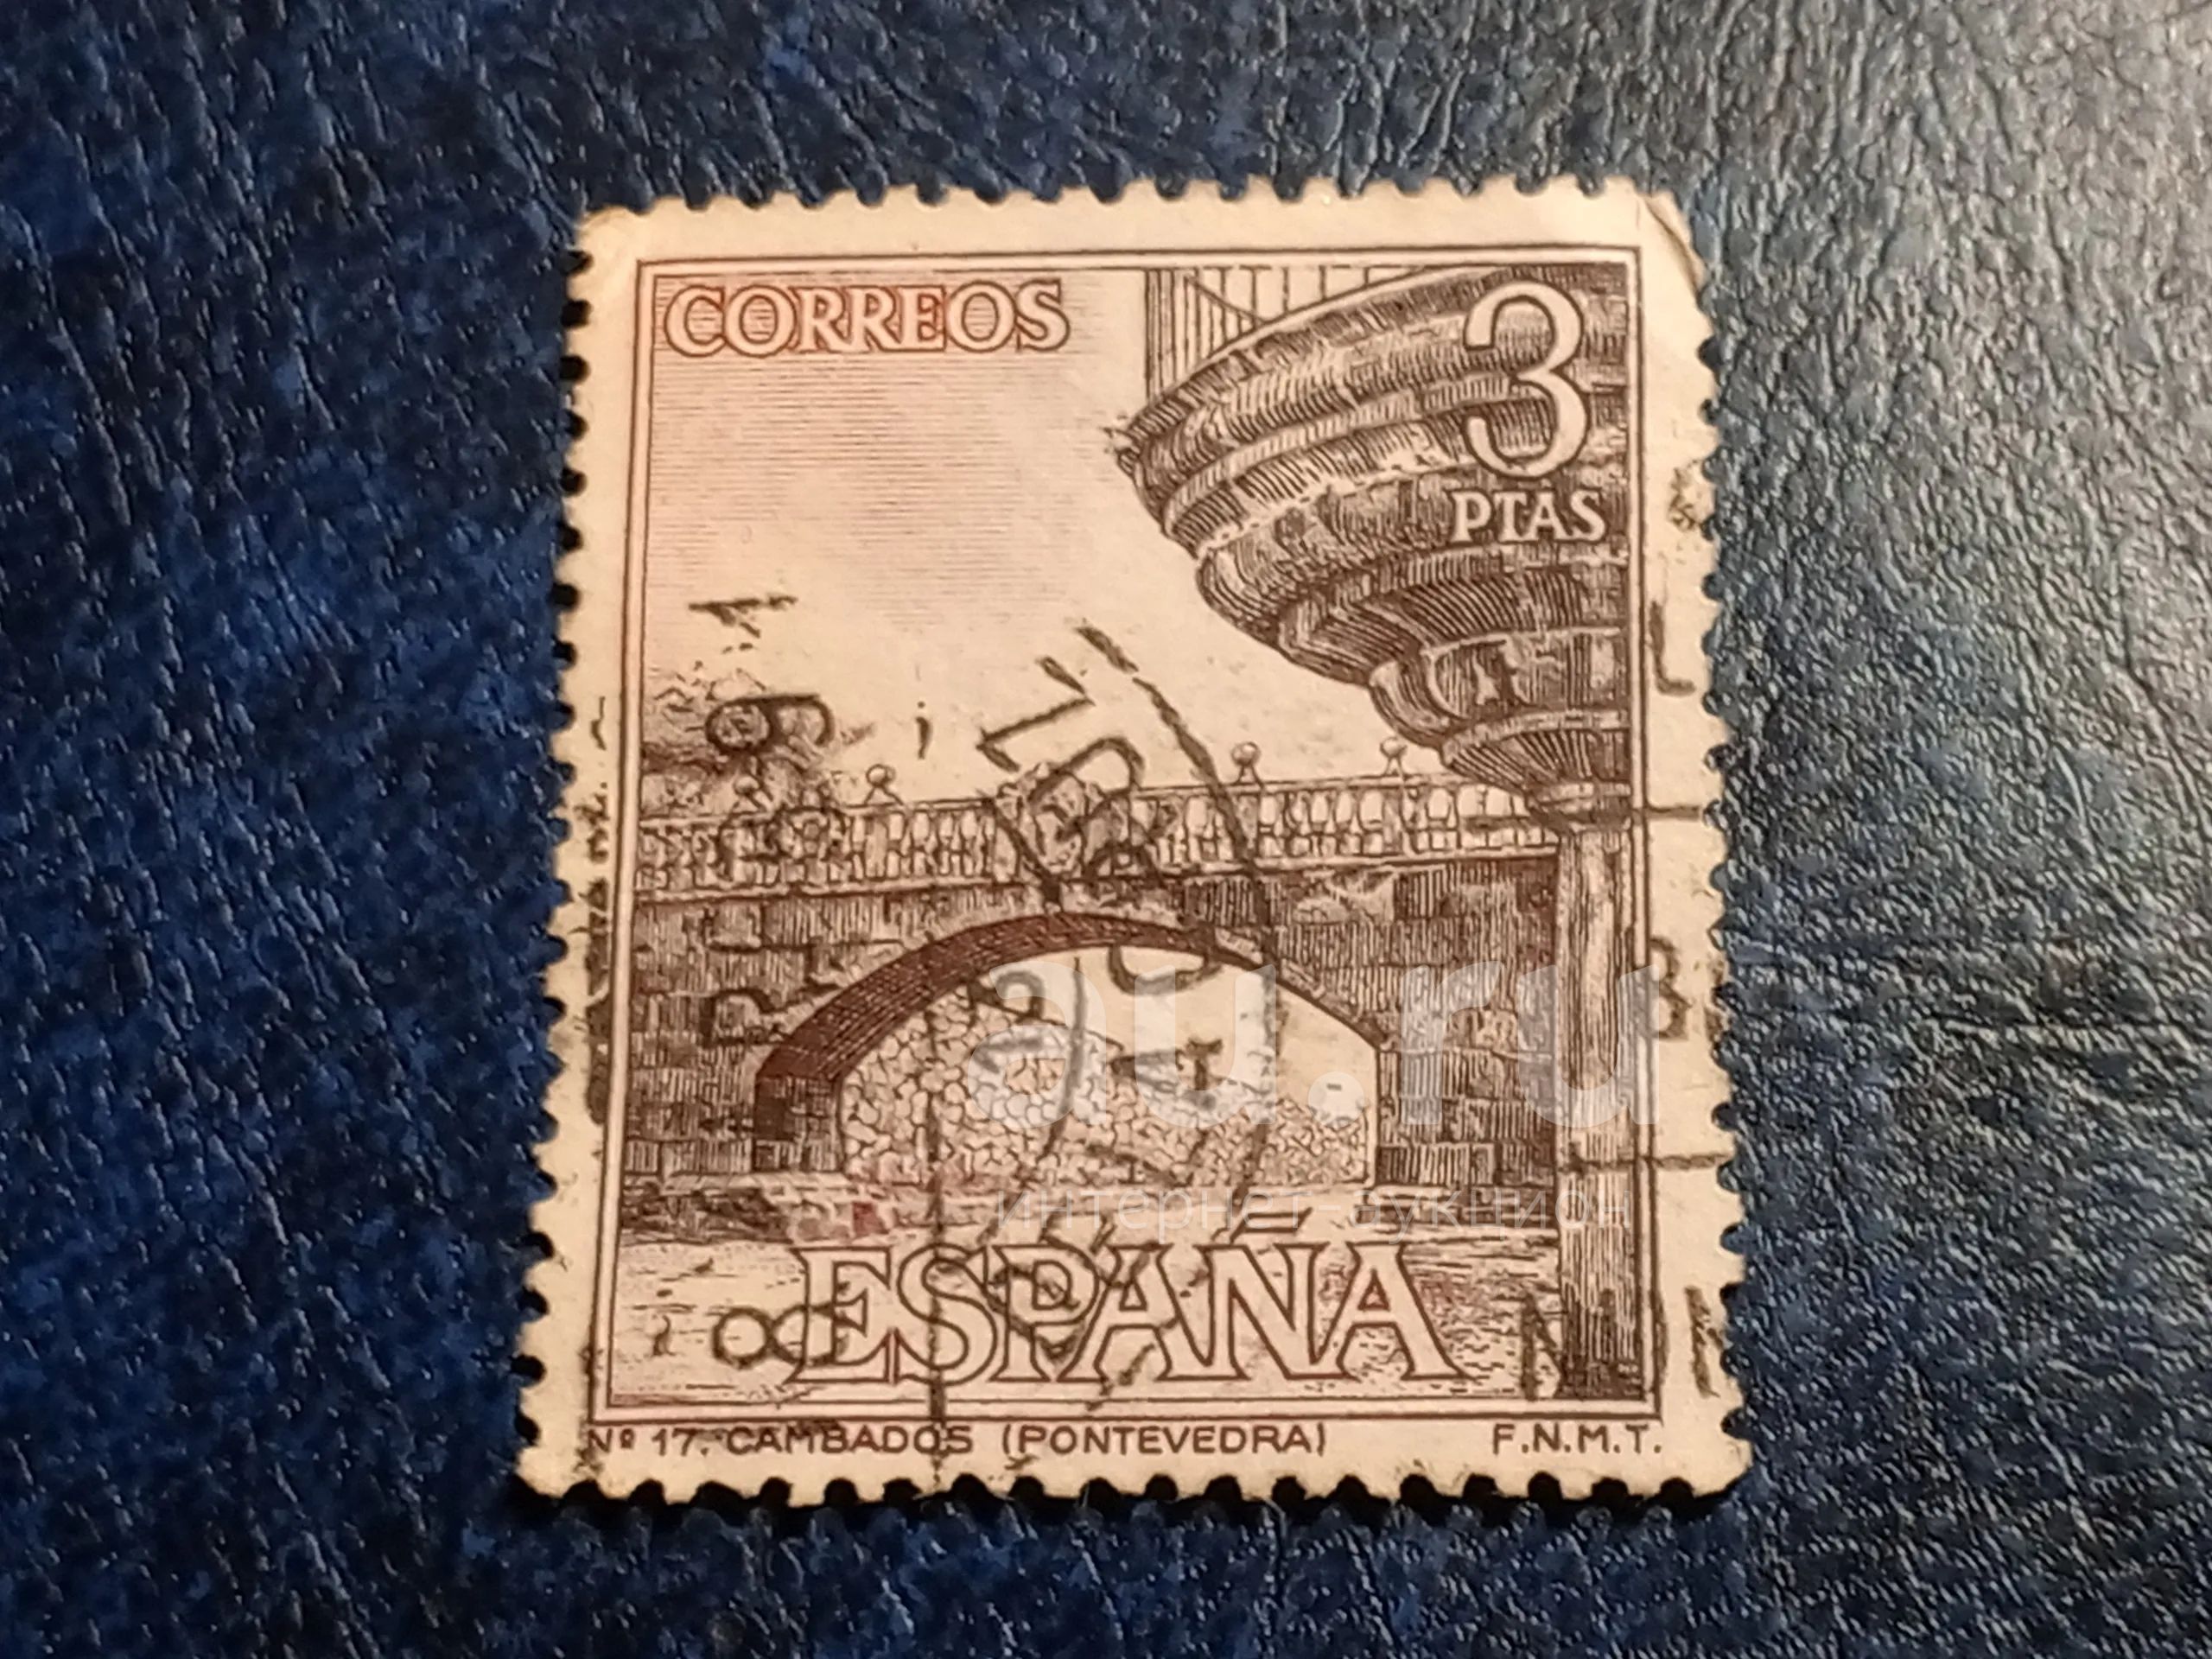 CORREOS
3
PTAS
au.ru
интернет-аукцион
ESPAÑA
Nº 17. CAMBADOS (PONTEVEDRA) F.N.M.T.